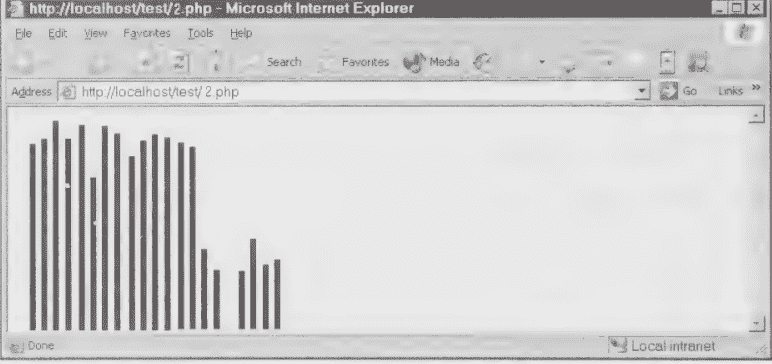 http://localhost/test/2.php - Microsoft Internet Explorer
File Edit View Favorites Tools Help
Search Favorites Media
Address http://localhost/test/2.php Go Links »
Done Local intranet